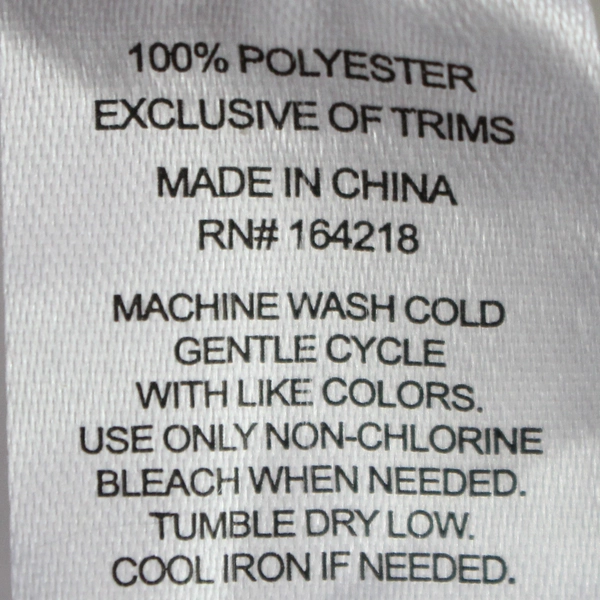 100% POLYESTER
EXCLUSIVE OF TRIMS
MADE IN CHINA
RN# 164218
MACHINE WASH COLD
GENTLE CYCLE
WITH LIKE COLORS.
USE ONLY NON-CHLORINE
BLEACH WHEN NEEDED.
TUMBLE DRY LOW.
COOL IRON IF NEEDED.